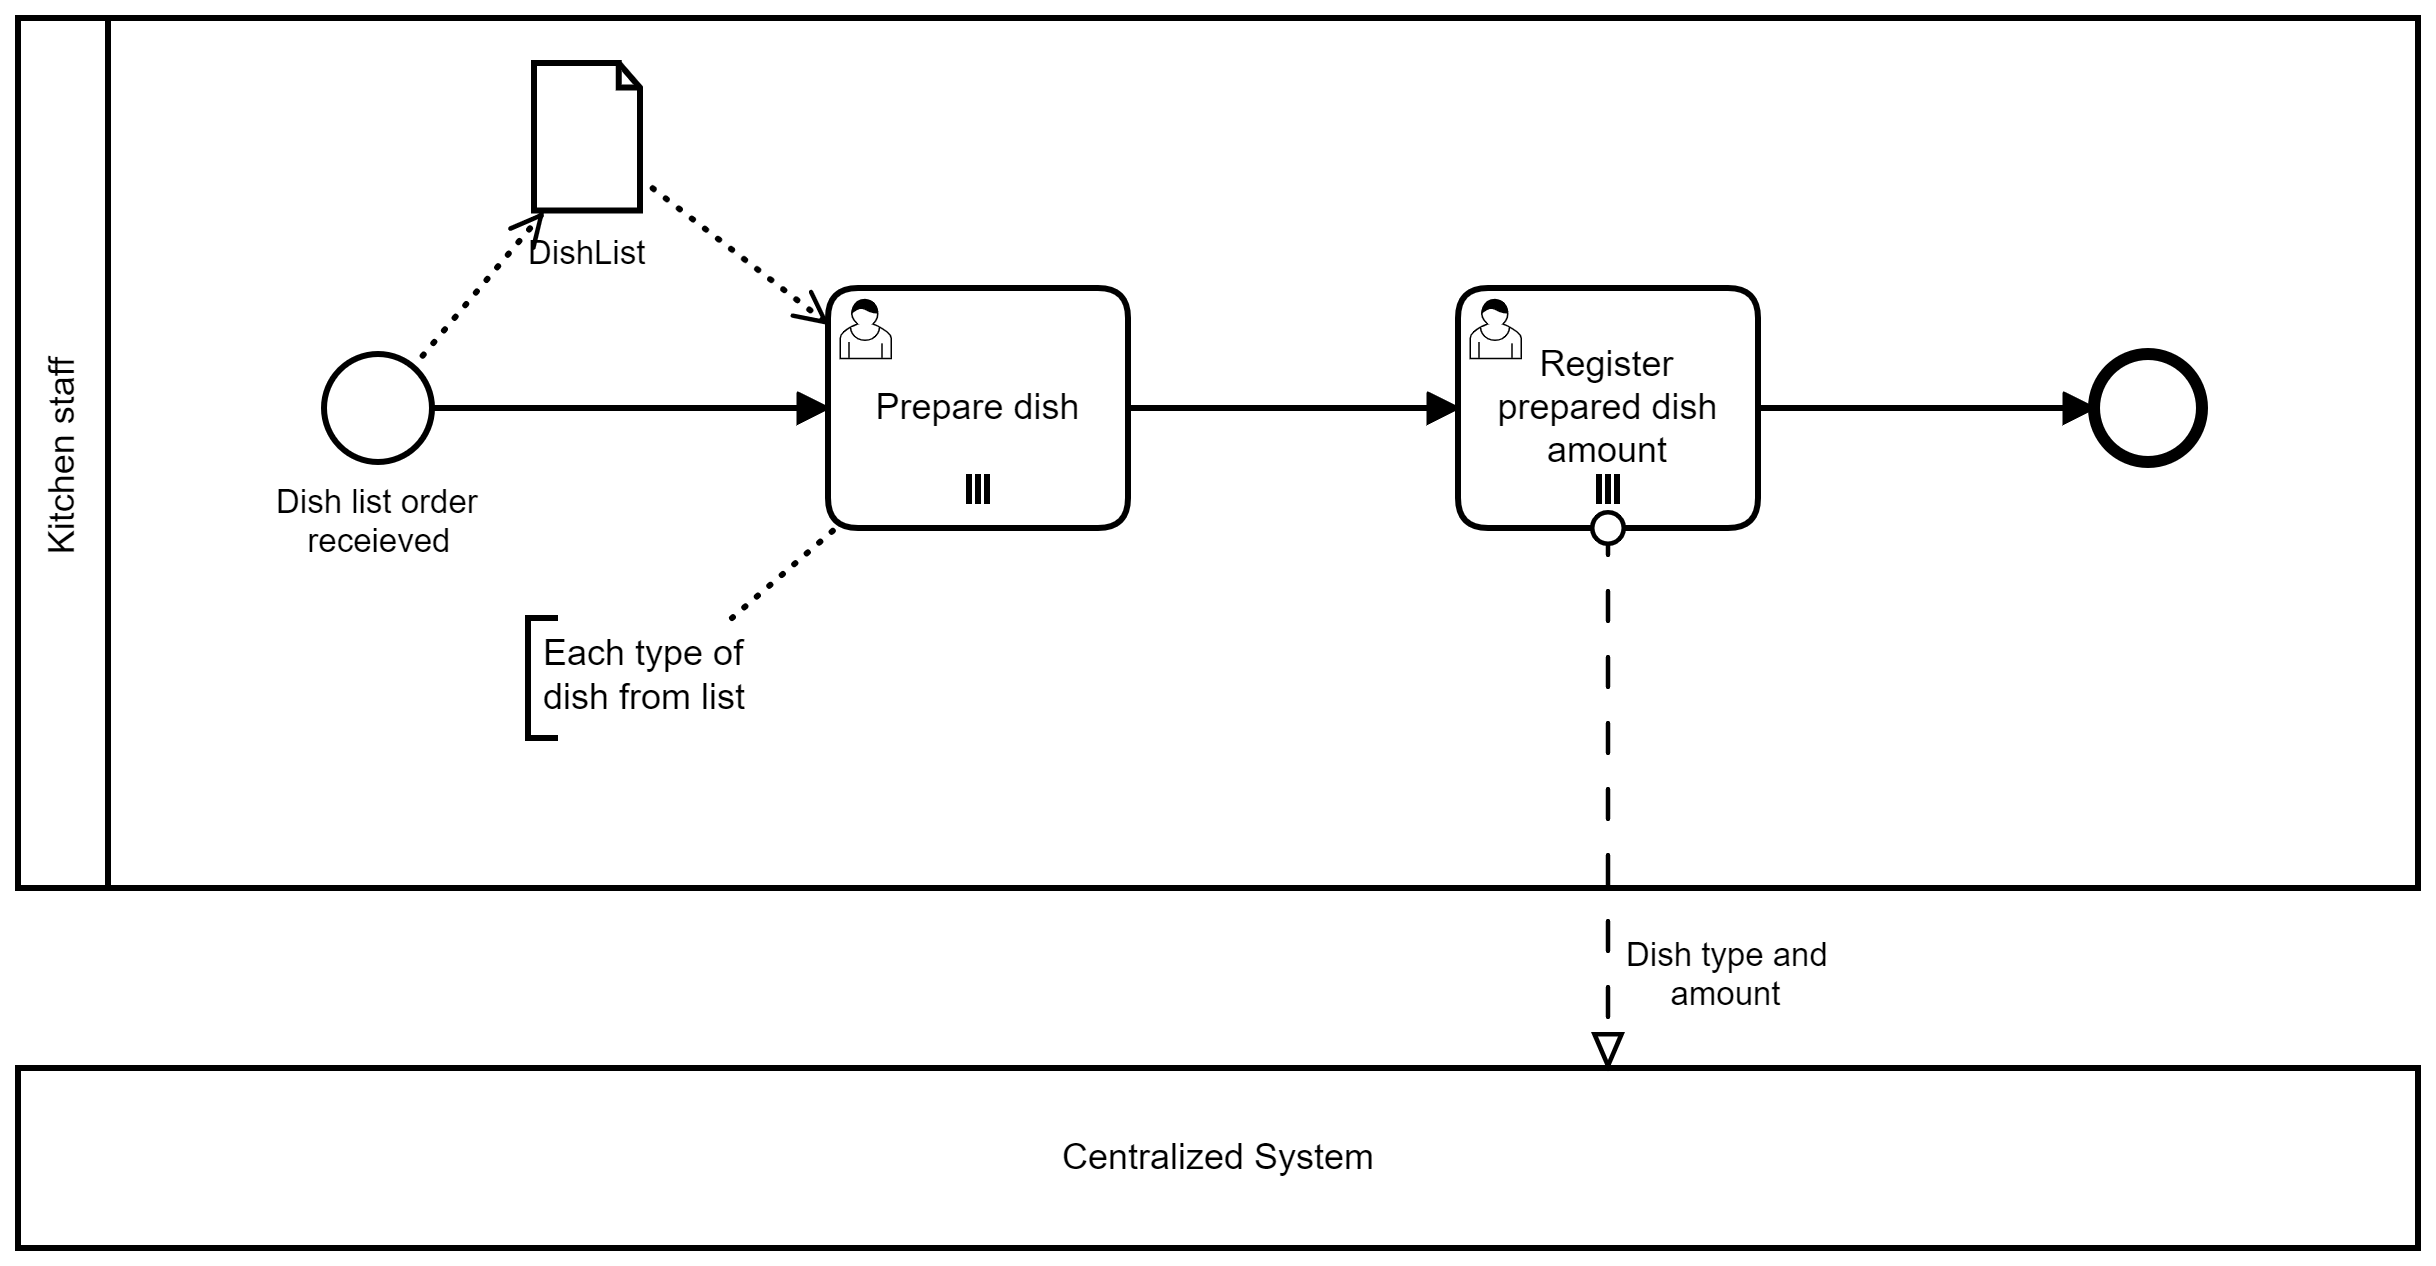 Kitchen staff
DishList
Dish list order
receieved
Prepare dish
Each type of
dish from list
Register
prepared dish
amount
Dish type and
amount
Centralized System